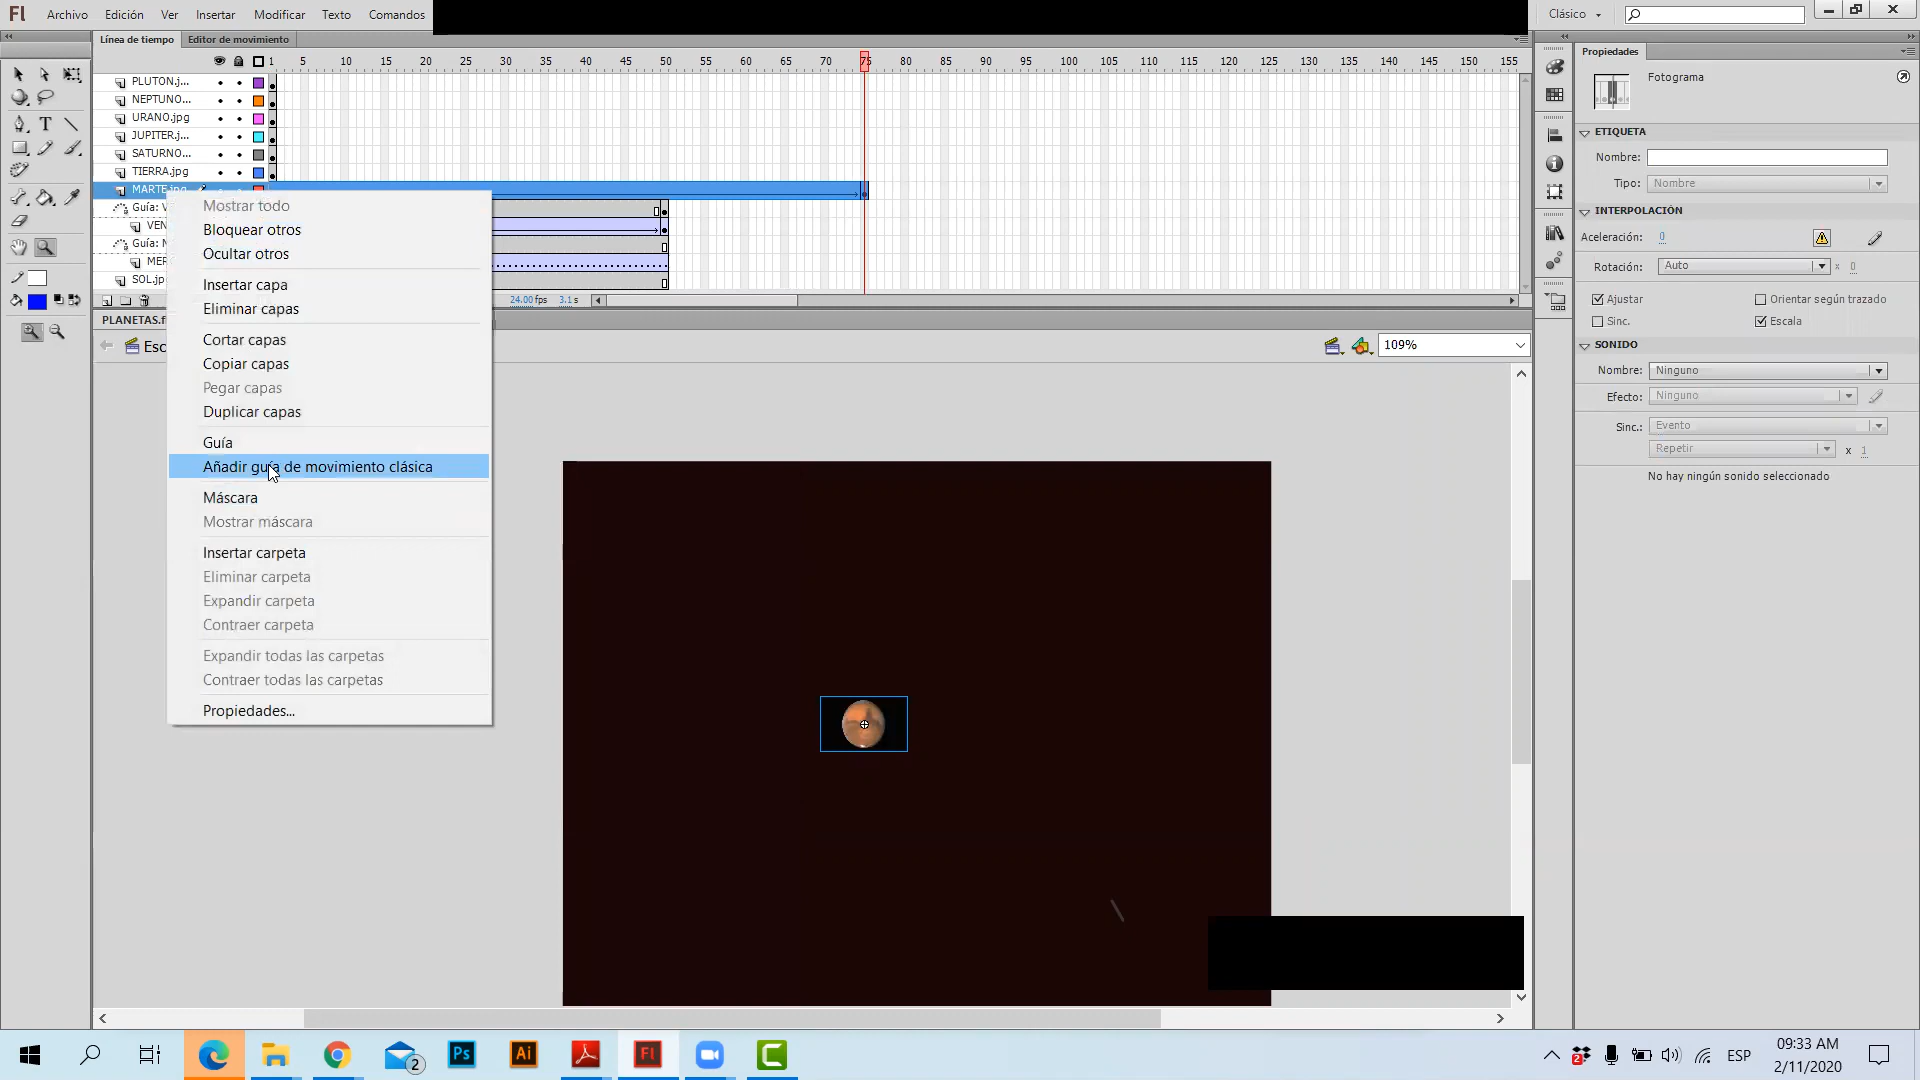 Fl Archivo Edición Ver Insertar Modificar Texto Comandos Clásico
Línea de tiempo Editor de movimiento
1 5 10 15 20 25 30 35 40 45 50 55 60 65 70 75 80 85 90 95 100 105 110 115 120 125 130 135 140 145 150 155
PLUTON.j...
NEPTUNO...
URANO.jpg
JUPITER.j...
SATURNO...
TIERRA.jpg
MARTE.jpg
Guía: V
VEN
Guía: M
MER
SOL.jp
24.00 fps 3.1 s
PLANETAS.f
Esc
109%
Mostrar todo
Bloquear otros
Ocultar otros
Insertar capa
Eliminar capas
Cortar capas
Copiar capas
Pegar capas
Duplicar capas
Guía
Añadir guía de movimiento clásica
Máscara
Mostrar máscara
Insertar carpeta
Eliminar carpeta
Expandir carpeta
Contraer carpeta
Expandir todas las carpetas
Contraer todas las carpetas
Propiedades...
Propiedades
Fotograma
ETIQUETA
Nombre:
Tipo: Nombre
INTERPOLACIÓN
Aceleración: 0
Rotación: Auto x 0
Ajustar Orientar según trazado
Sinc. Escala
SONIDO
Nombre: Ninguno
Efecto: Ninguno
Sinc.: Evento
Repetir x 1
No hay ningún sonido seleccionado
2 Ps Ai Fl 2 ESP
09:33 AM
2/11/2020